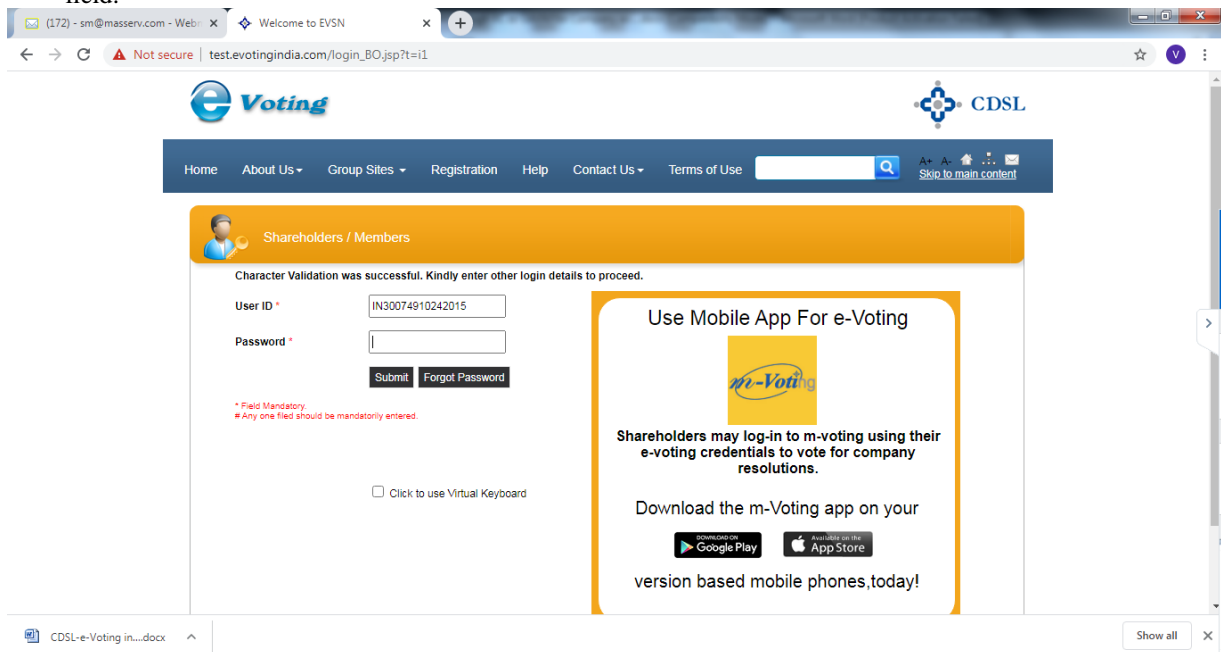 field.
(172) - sm@masserv.com - Webm
Welcome to EVSN
Not secure | test.evotingindia.com/login_BO.jsp?t=i1
V
e Voting
CDSL
Home About Us Group Sites Registration Help Contact Us Terms of Use
A+ A-
Skip to main content
Shareholders / Members
Character Validation was successful. Kindly enter other login details to proceed.
User ID * IN30074910242015
Password *
Submit Forgot Password
* Field Mandatory.
# Any one filed should be mandatorily entered.
Click to use Virtual Keyboard
Use Mobile App For e-Voting
m-Voting
Shareholders may log-in to m-voting using their
e-voting credentials to vote for company
resolutions.
Download the m-Voting app on your
DOWNLOAD ON
Google Play
Available on the
App Store
version based mobile phones,today!
CDSL-e-Voting in....docx
Show all